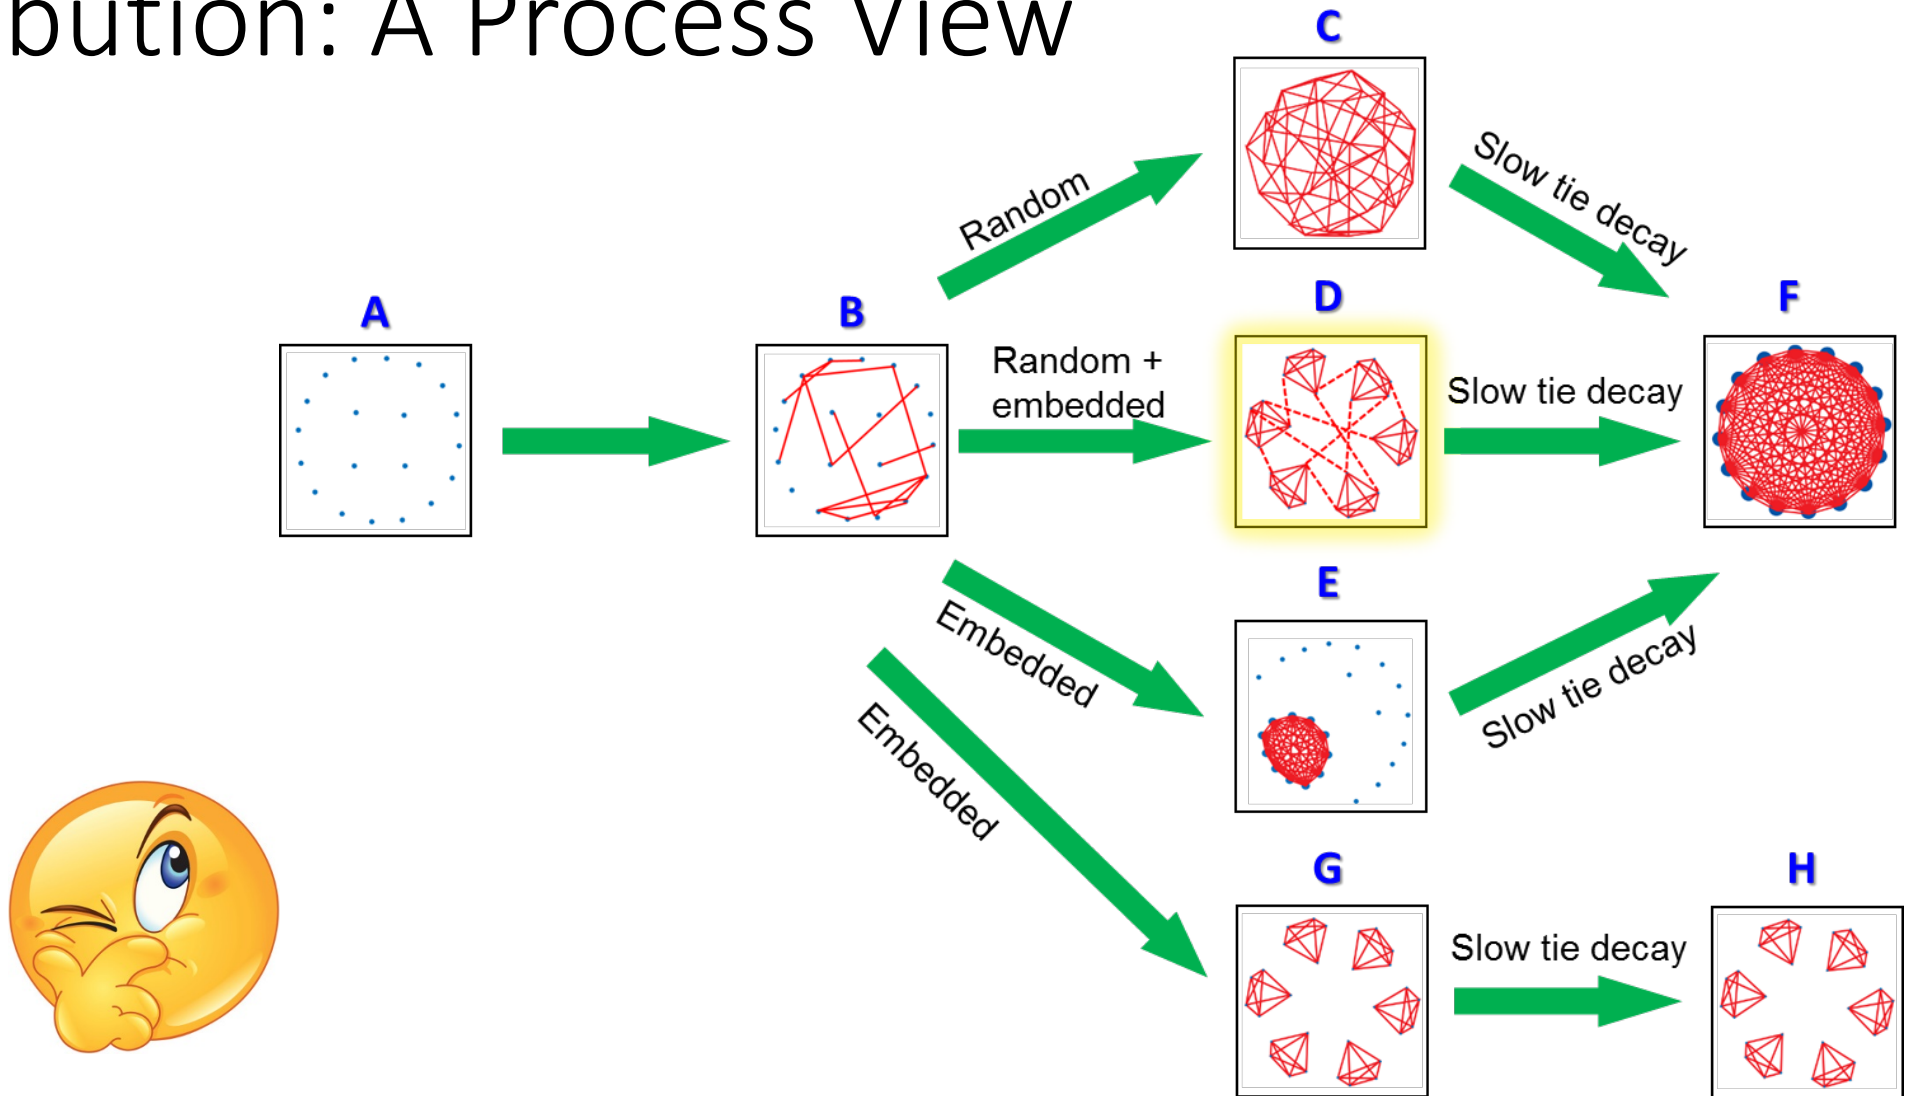 bution: A Process View
C
Random
Slow tie decay
A
B
D
F
Random +
embedded
Slow tie decay
E
Embedded
Slow tie decay
Embedded
G
H
Slow tie decay